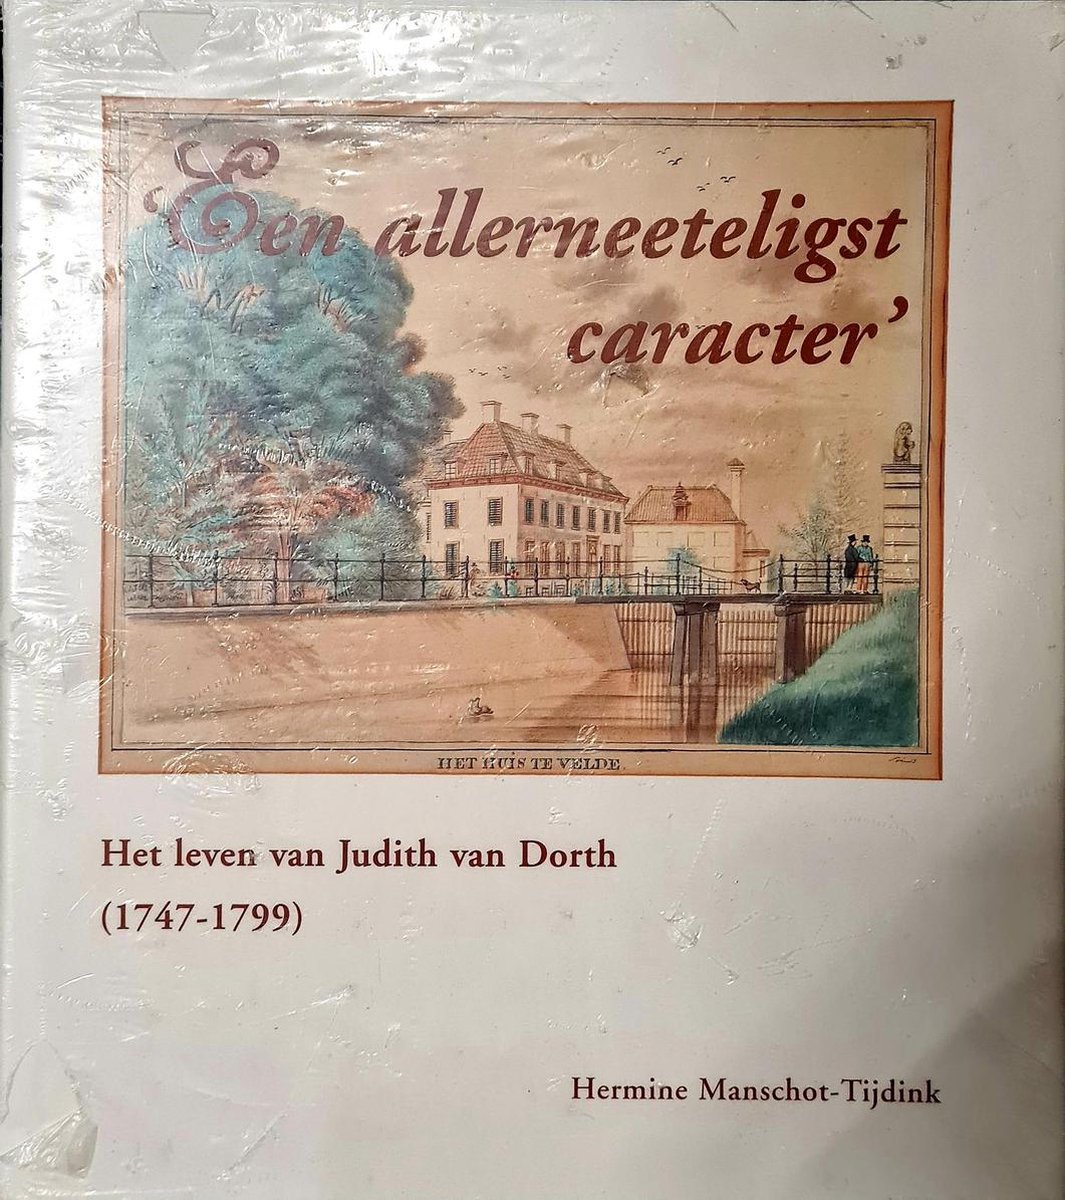 ‘Een allerneeteligst
caracter’
HET HUIS TE VELDE.
Het leven van Judith van Dorth
(1747-1799)
Hermine Manschot-Tijdink